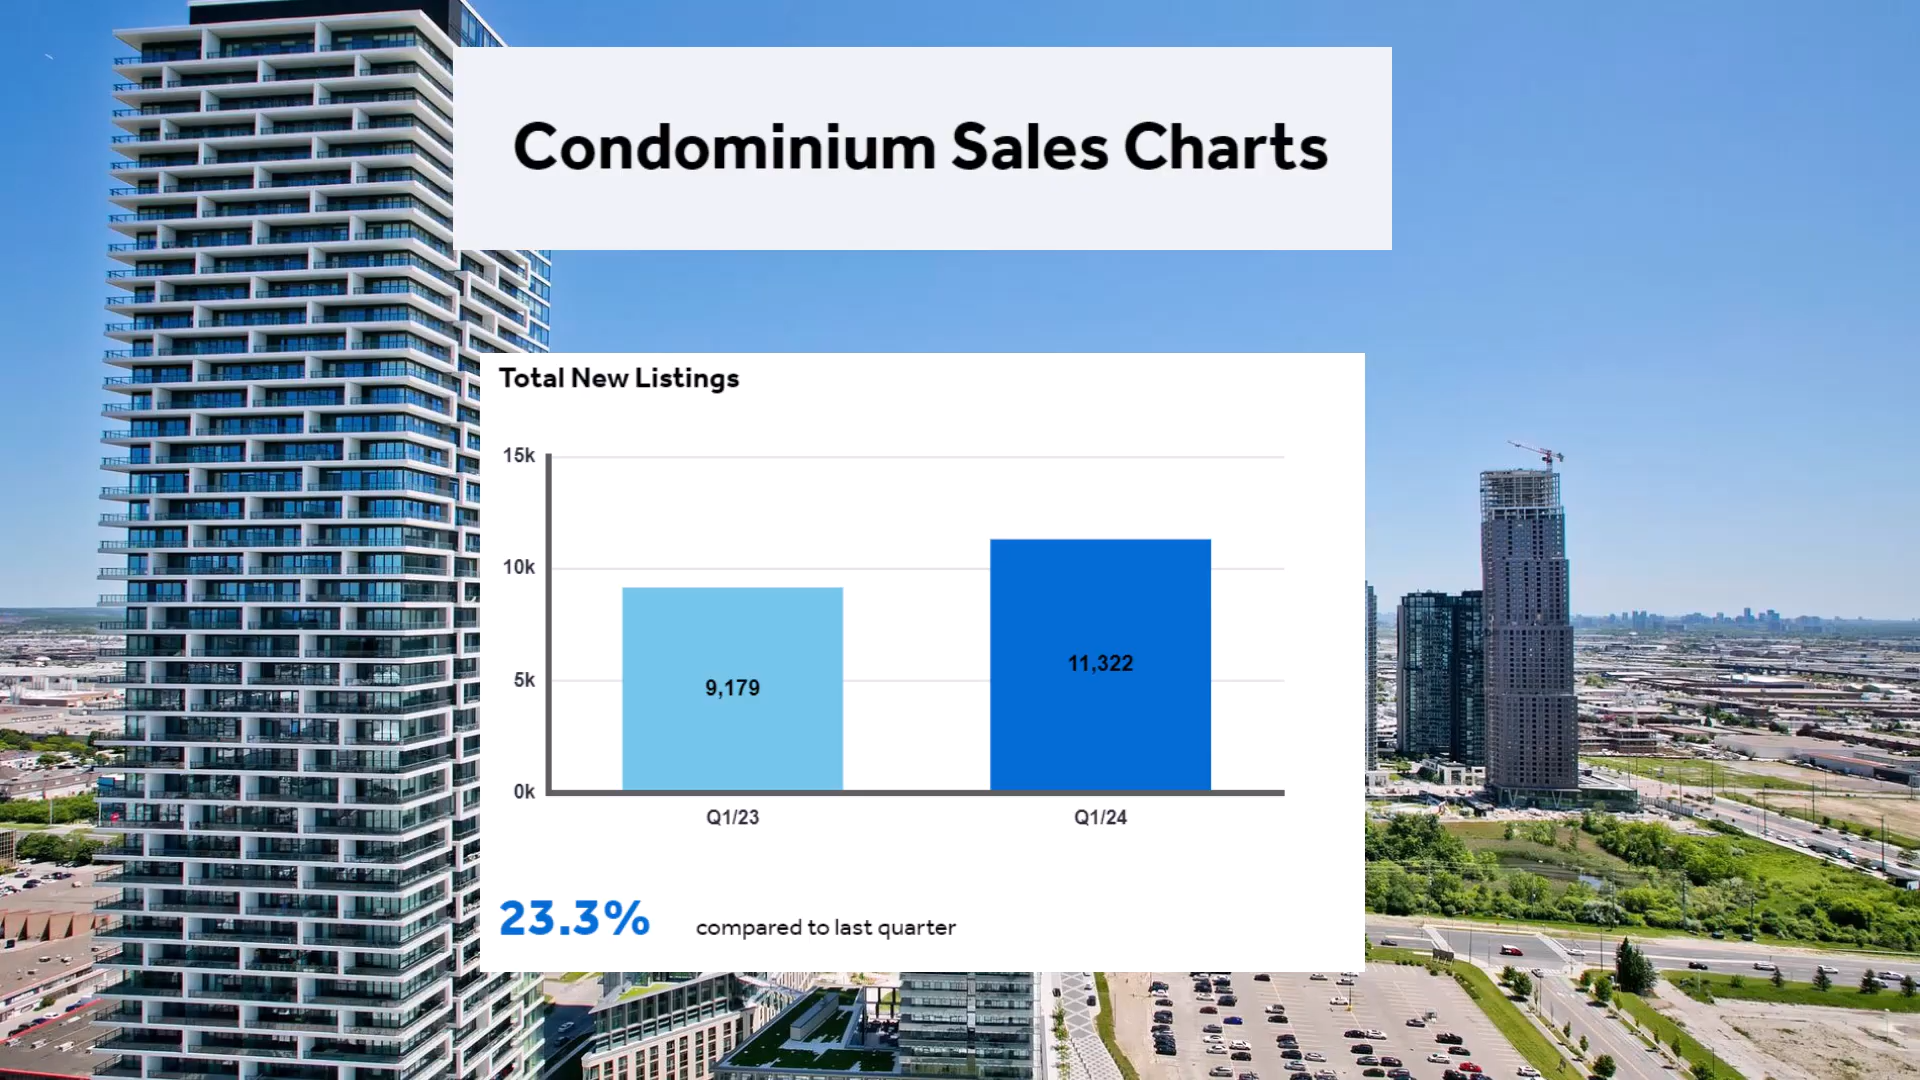 Condominium Sales Charts
Total New Listings
15k
10k
5k
0k
9,179
11,322
Q1/23
Q1/24
23.3% compared to last quarter